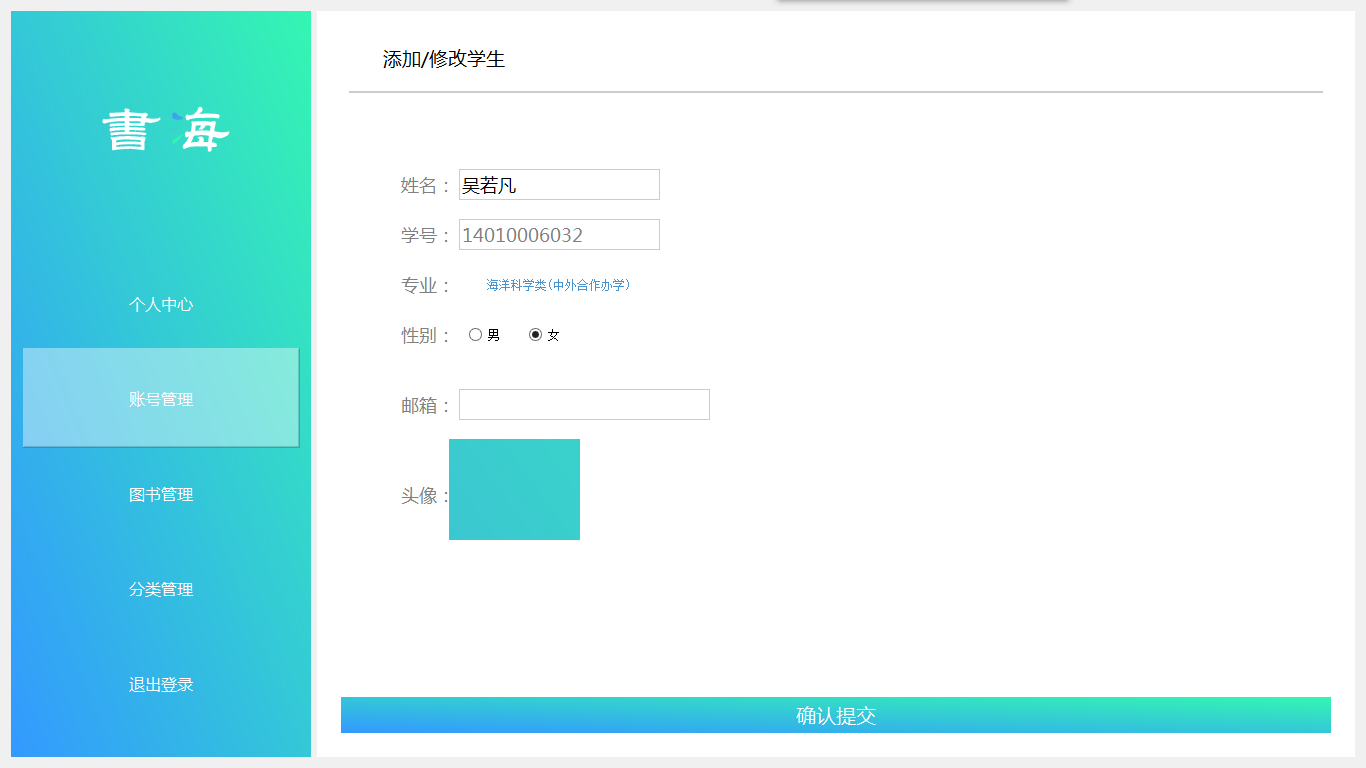 書海
个人中心
账号管理
图书管理
分类管理
退出登录
添加/修改学生
姓名：吴若凡
学号：14010006032
专业：海洋科学类(中外合作办学)
性别：男 女
邮箱：
头像：
确认提交